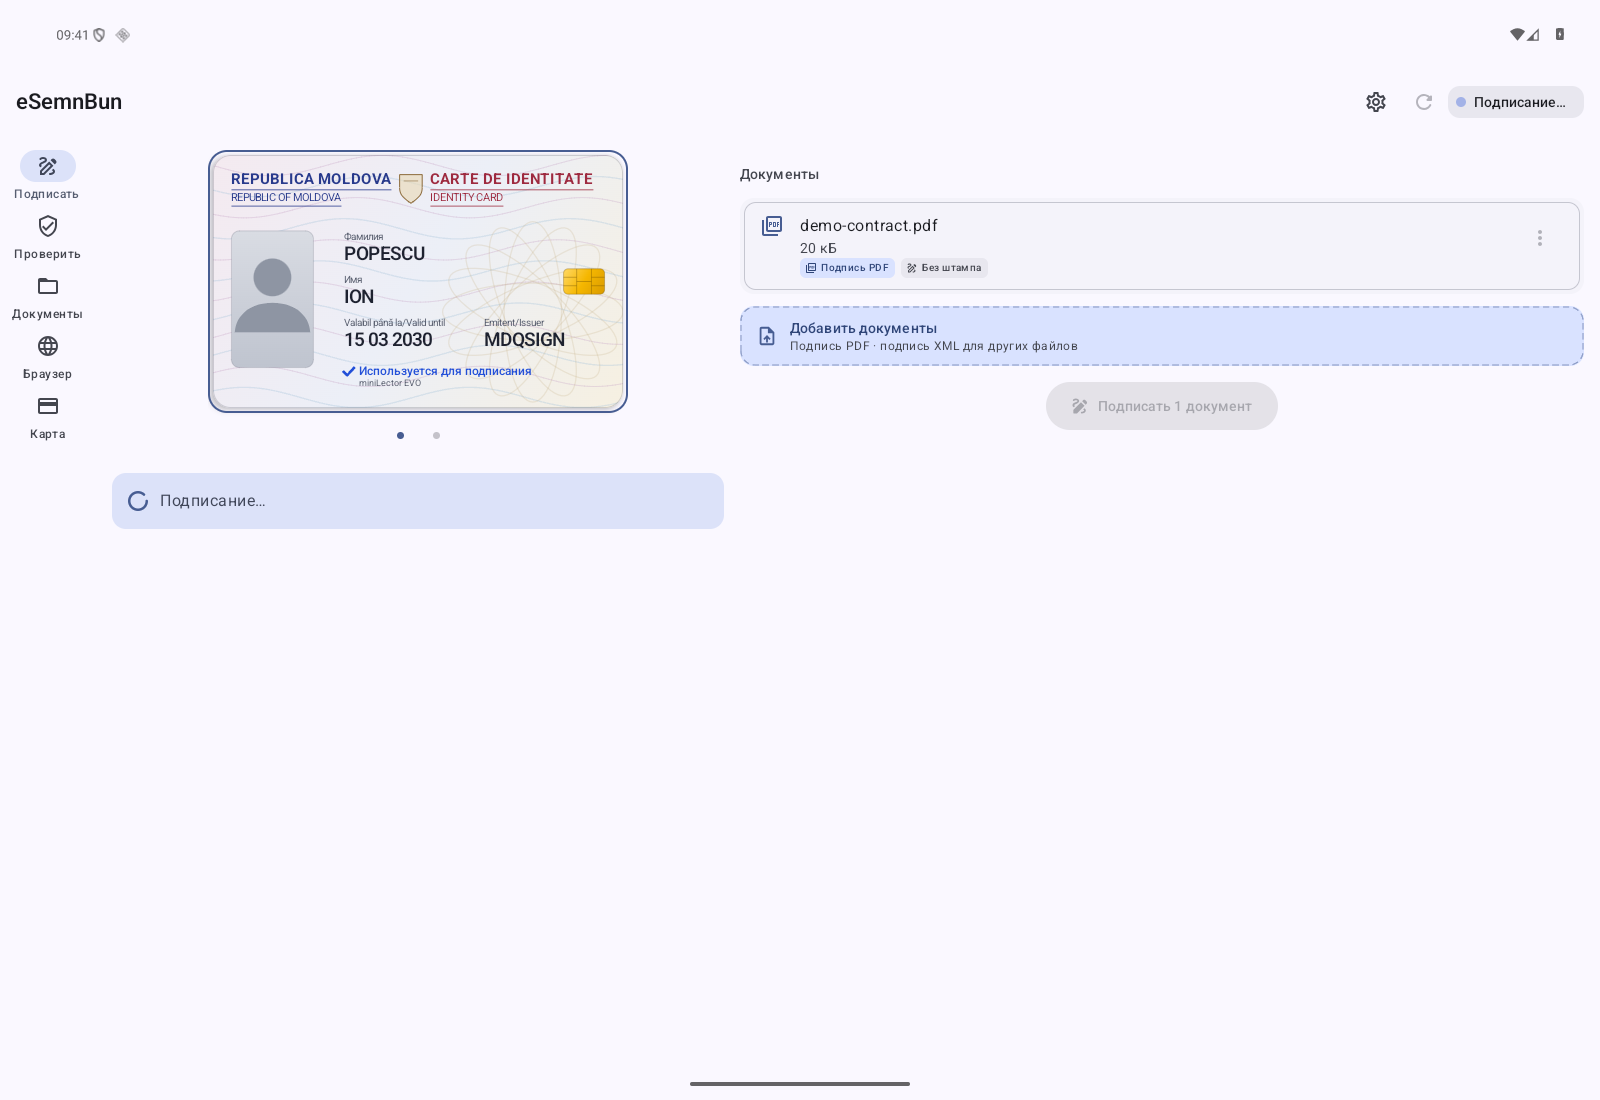 09:41
eSemnBun
Подписание…
Подписать
Проверить
Документы
Браузер
Карта
REPUBLICA MOLDOVA
REPUBLIC OF MOLDOVA
CARTE DE IDENTITATE
IDENTITY CARD
Фамилия
POPESCU
Имя
ION
Valabil până la/Valid until
15 03 2030
Emitent/Issuer
MDQSIGN
Используется для подписания
miniLector EVO
Подписание…
Документы
demo-contract.pdf
20 кБ
PDF
Подпись PDF
Без штампа
Добавить документы
Подпись PDF · подпись XML для других файлов
Подписать 1 документ